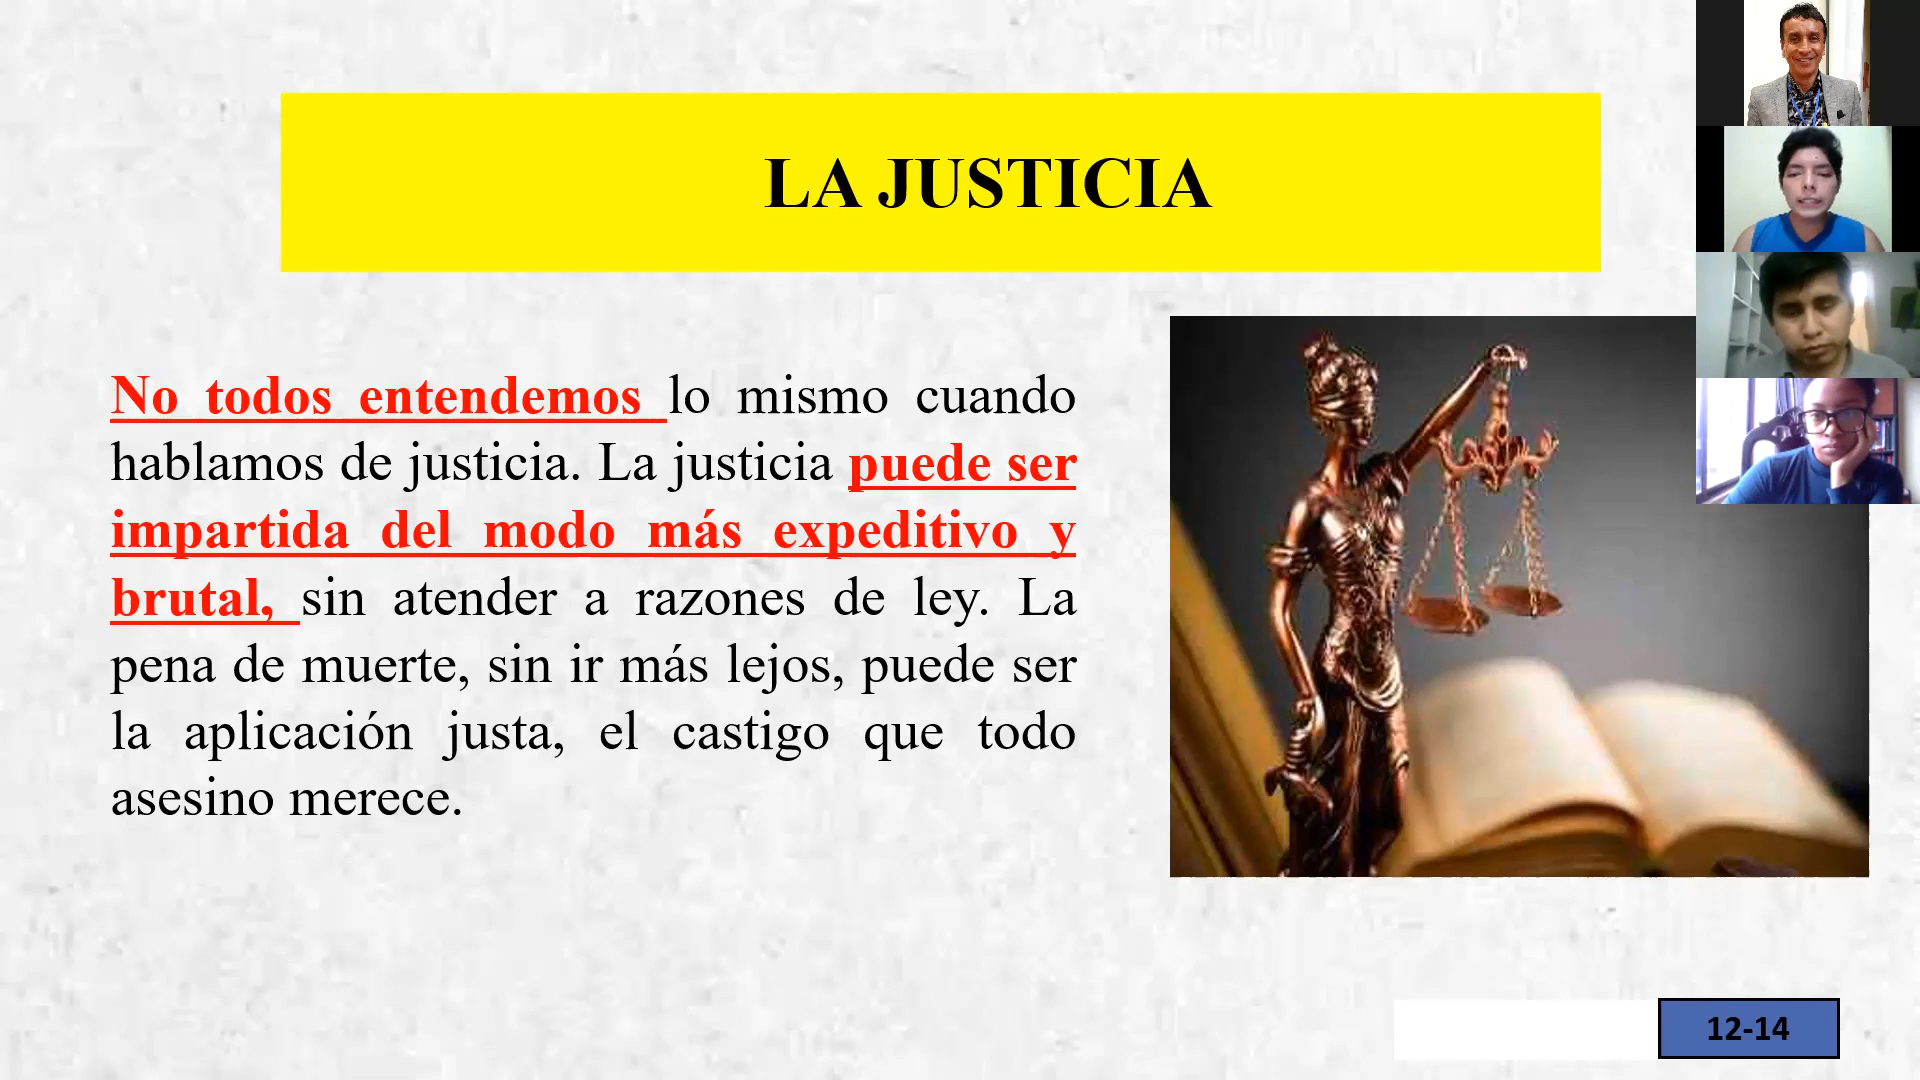 LA JUSTICIA
No todos entendemos lo mismo cuando
hablamos de justicia. La justicia puede ser
impartida del modo más expeditivo y
brutal, sin atender a razones de ley. La
pena de muerte, sin ir más lejos, puede ser
la aplicación justa, el castigo que todo
asesino merece.
12-14